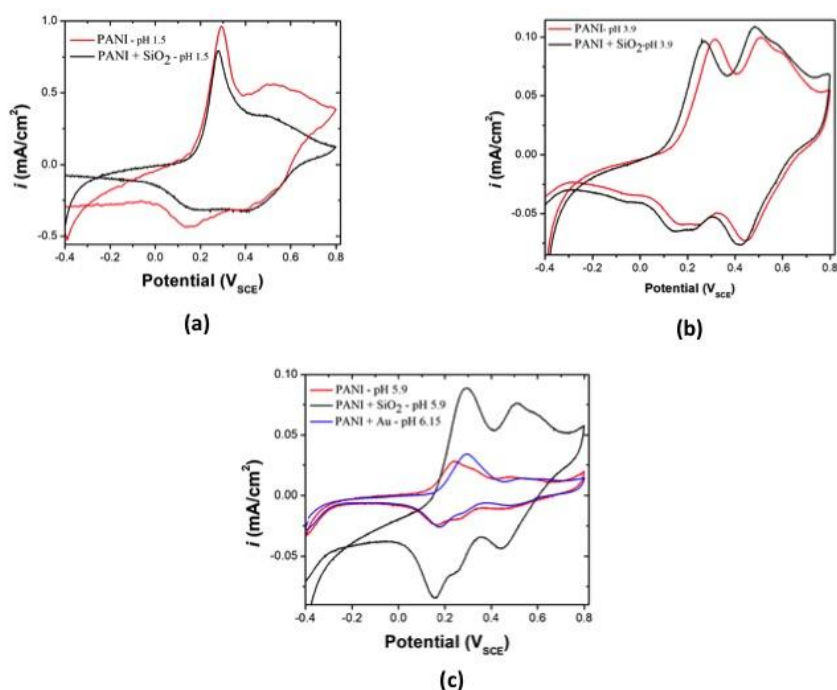 PANI - pH 1.5
PANI + SiO₂ - pH 1.5
1.0
0.5
0.0
-0.5
i (mA/cm²)
-0.4 -0.2 0.0 0.2 0.4 0.6 0.8
Potential (V_SCE)
(a)
PANI- pH 3.9
PANI + SiO₂-pH 3.9
0.10
0.05
0.00
-0.05
i (mA/cm²)
-0.4 -0.2 0.0 0.2 0.4 0.6 0.8
Potential (V_SCE)
(b)
PANI - pH 5.9
PANI + SiO₂ - pH 5.9
PANI + Au - pH 6.15
0.10
0.05
0.00
-0.05
i (mA/cm²)
-0.4 -0.2 0.0 0.2 0.4 0.6 0.8
Potential (V_SCE)
(c)